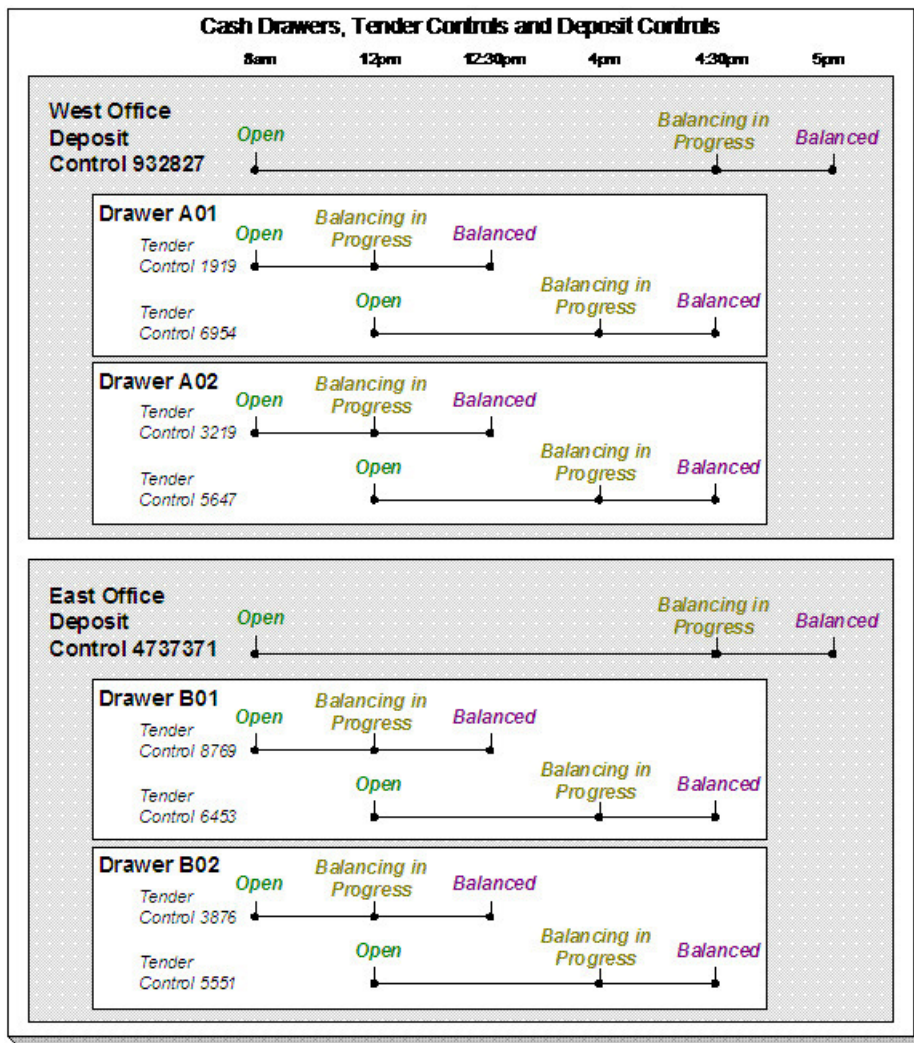 Cash Drawers, Tender Controls and Deposit Controls
8am 12pm 12:30pm 4pm 4:30pm 5pm
West Office
Deposit
Control 932827
Open
Balancing in
Progress
Balanced
Drawer A01
Tender
Control 1919
Open
Balancing in
Progress
Balanced
Tender
Control 6954
Open
Balancing in
Progress
Balanced
Drawer A02
Tender
Control 3219
Open
Balancing in
Progress
Balanced
Tender
Control 5647
Open
Balancing in
Progress
Balanced
East Office
Deposit
Control 4737371
Open
Balancing in
Progress
Balanced
Drawer B01
Tender
Control 8769
Open
Balancing in
Progress
Balanced
Tender
Control 6453
Open
Balancing in
Progress
Balanced
Drawer B02
Tender
Control 3876
Open
Balancing in
Progress
Balanced
Tender
Control 5551
Open
Balancing in
Progress
Balanced